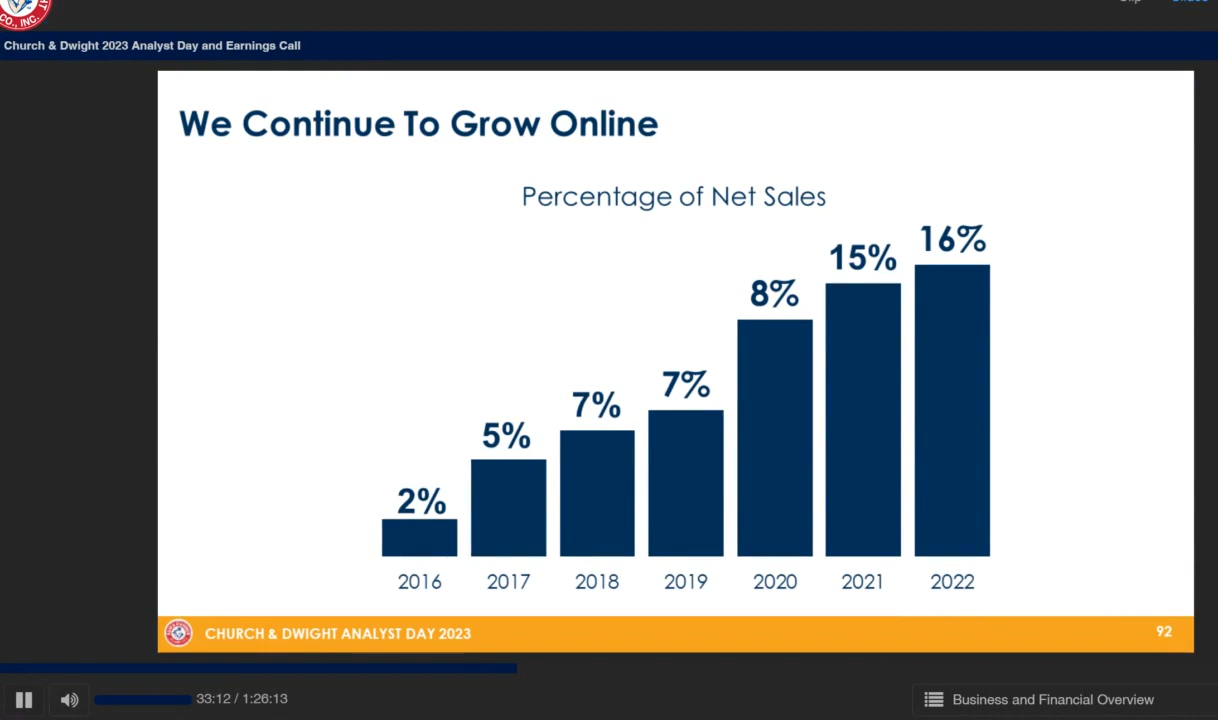 CO., INC.
Church & Dwight 2023 Analyst Day and Earnings Call
We Continue To Grow Online
Percentage of Net Sales
2%
5%
7%
7%
8%
15%
16%
2016
2017
2018
2019
2020
2021
2022
CHURCH & DWIGHT ANALYST DAY 2023
92
33:12 / 1:26:13
Business and Financial Overview